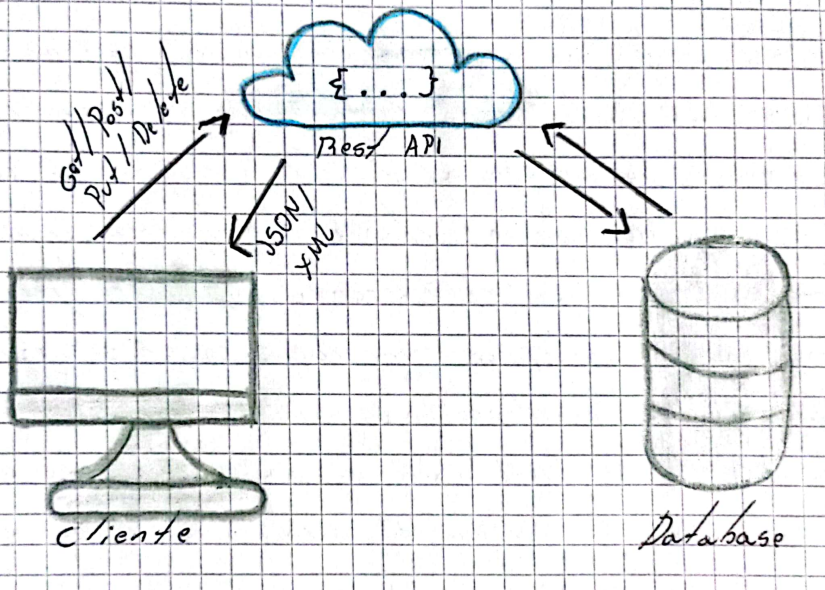 {...}
Rest API
Get/Post/
Put/Delete
JSON/
XML
Cliente
Database